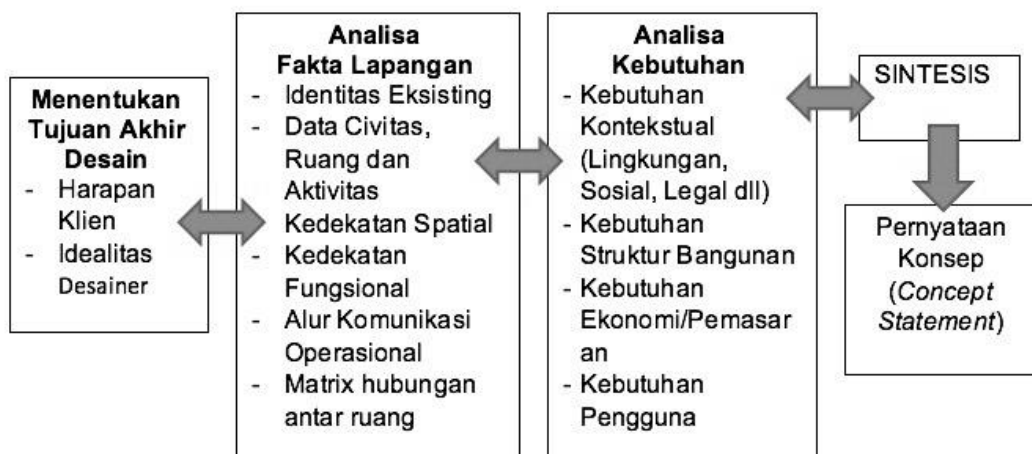 Menentukan
Tujuan Akhir
Desain
- Harapan
Klien
- Idealitas
Desainer
Analisa
Fakta Lapangan
- Identitas Eksisting
- Data Civitas,
Ruang dan
Aktivitas
- Kedekatan Spatial
- Kedekatan
Fungsional
- Alur Komunikasi
Operasional
- Matrix hubungan
antar ruang
Analisa
Kebutuhan
- Kebutuhan
Kontekstual
(Lingkungan,
Sosial, Legal dll)
- Kebutuhan
Struktur Bangunan
- Kebutuhan
Ekonomi/Pemasar
an
- Kebutuhan
Pengguna
SINTESIS
Pernyataan
Konsep
(Concept
Statement)